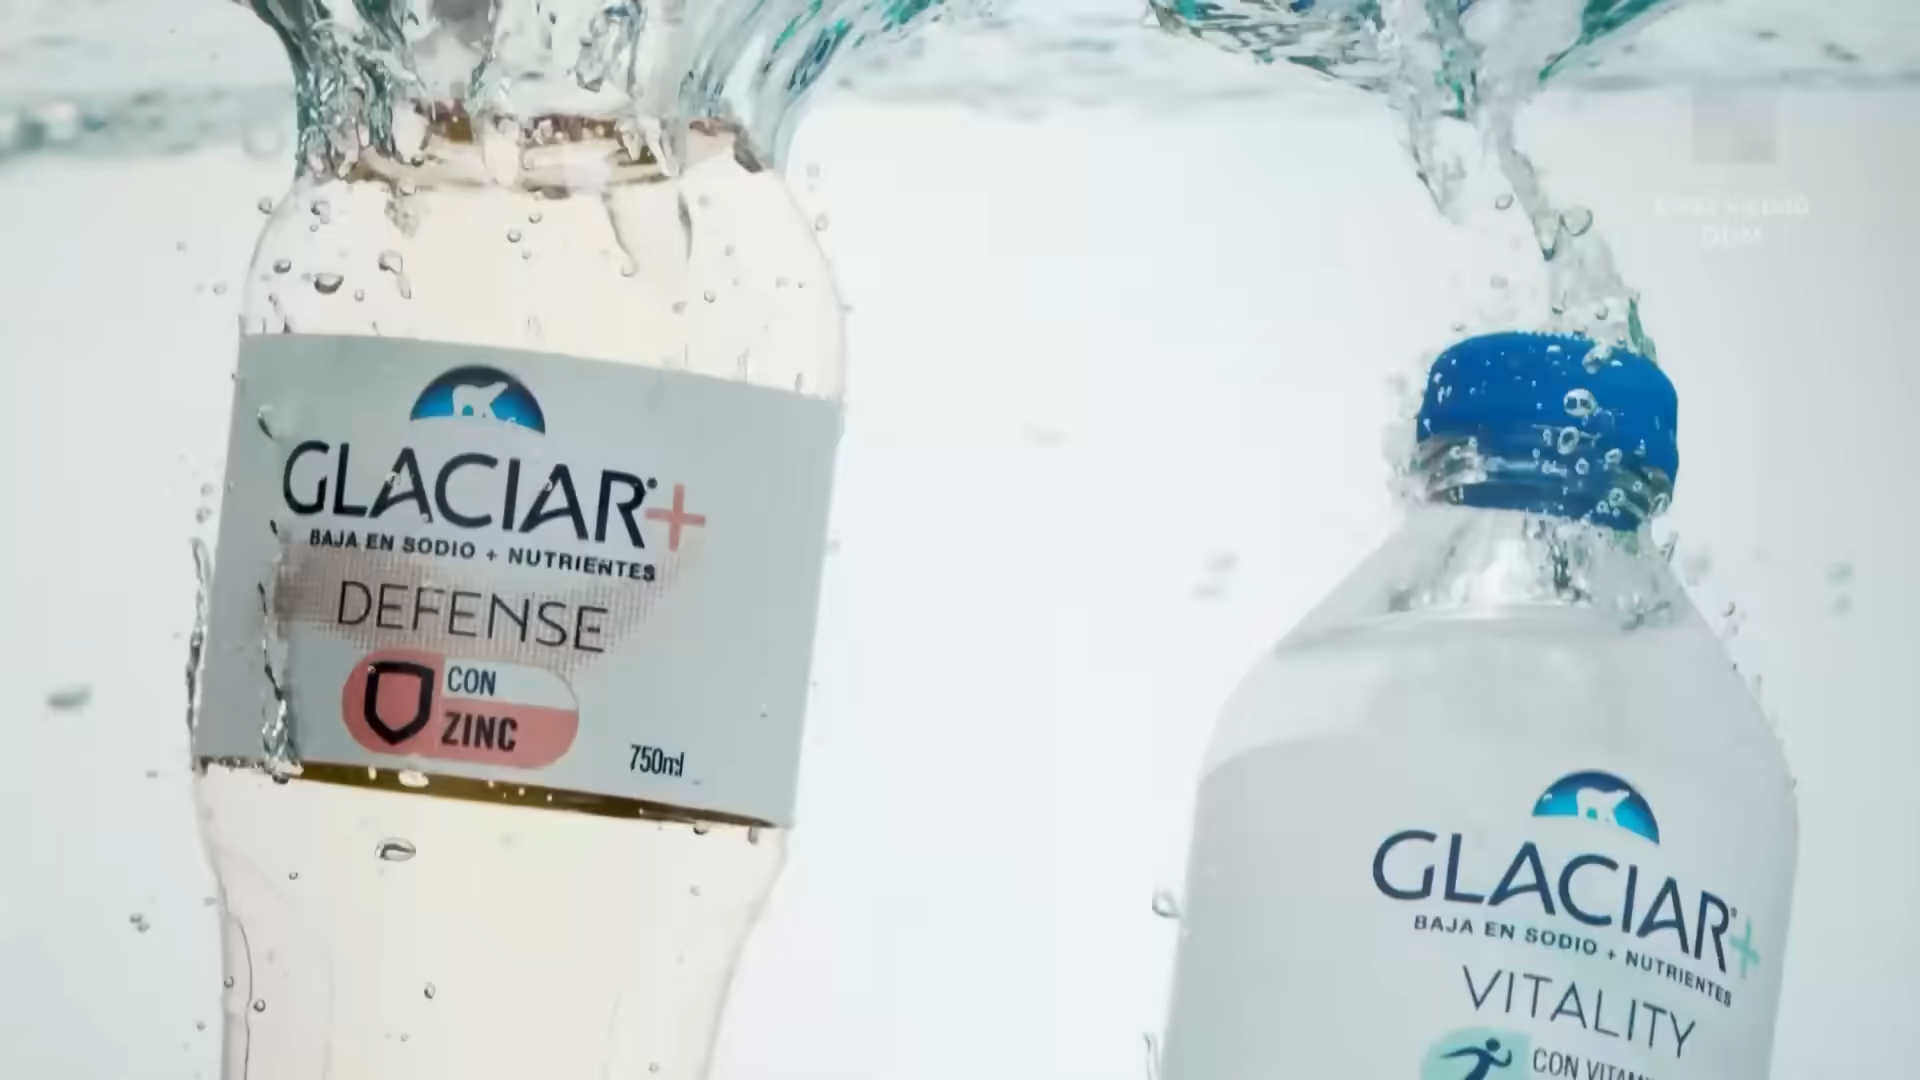 GLACIAR+
BAJA EN SODIO + NUTRIENTES
DEFENSE
CON
ZINC
750ml
GLACIAR+
BAJA EN SODIO + NUTRIENTES
VITALITY
CON